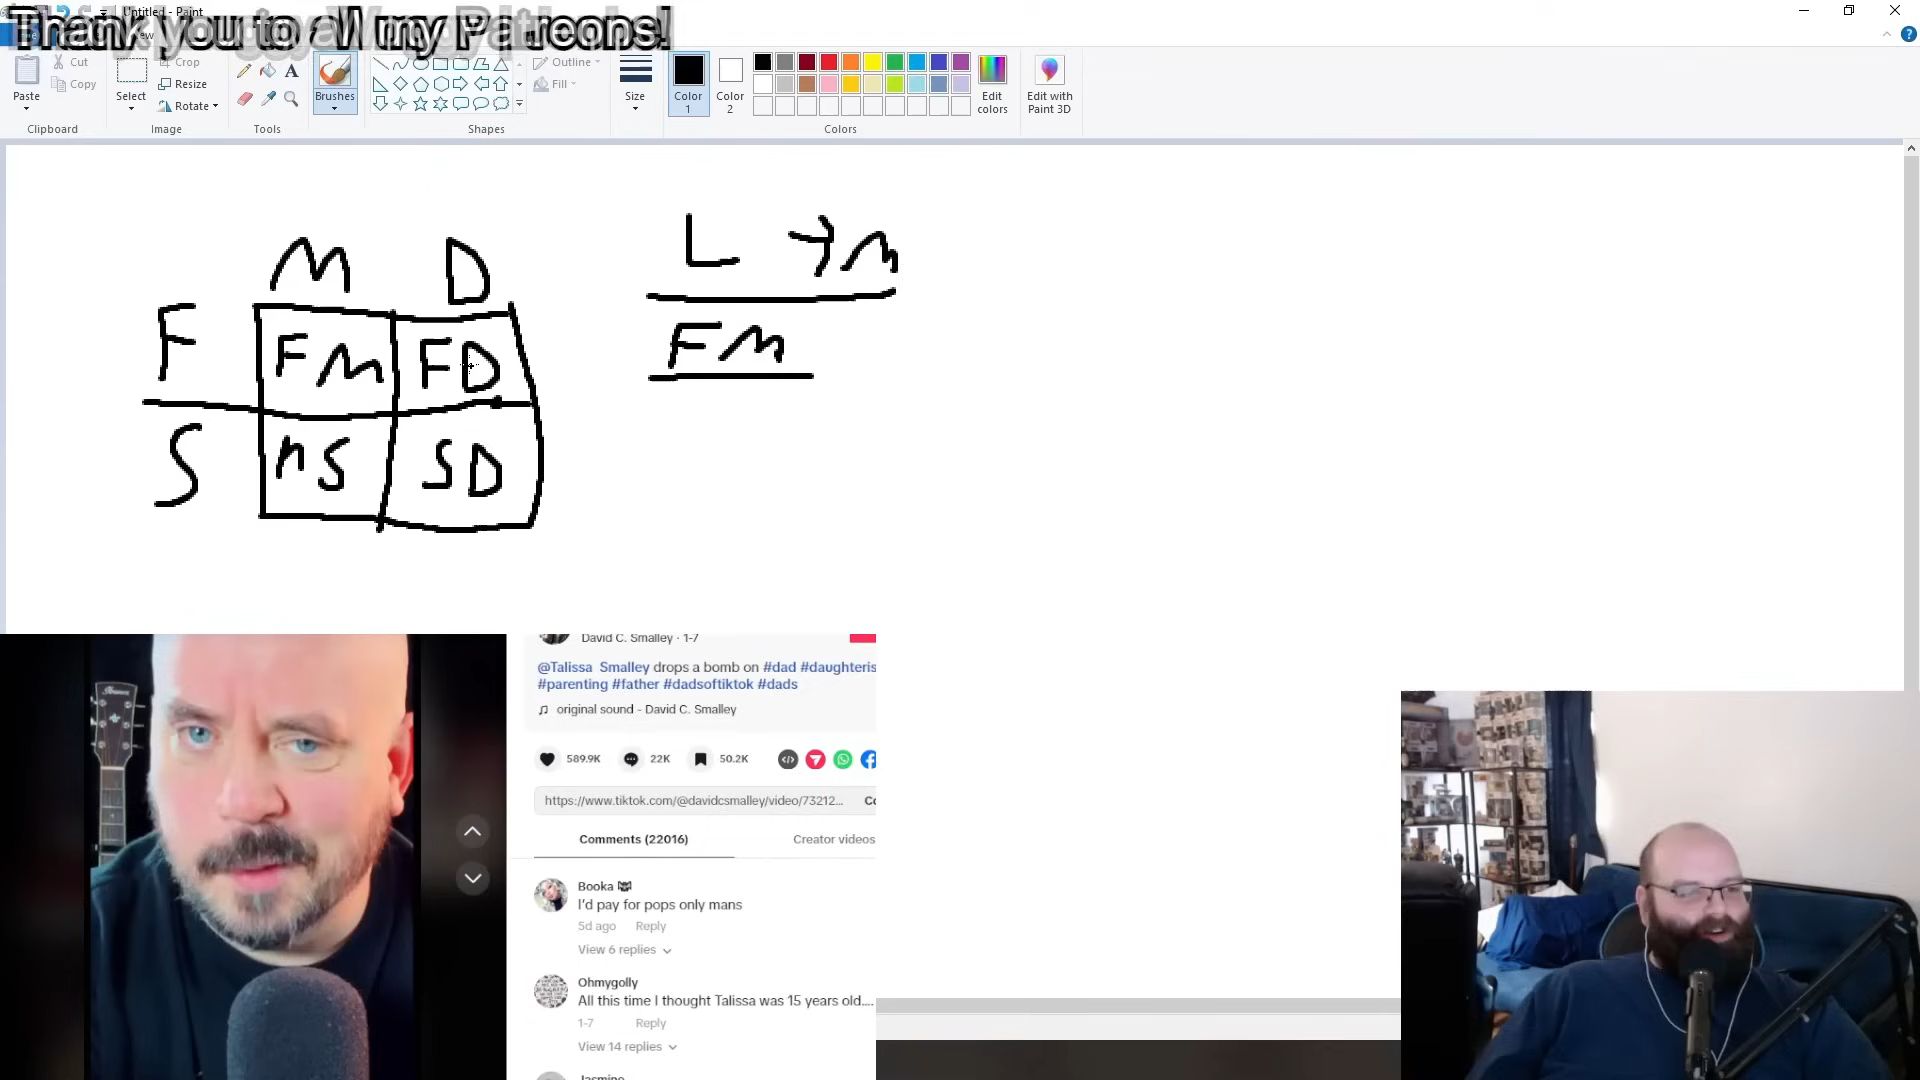 Untitled - Paint
Thank you to all my Patreons!
Paste
Cut
Copy
Clipboard
Select
Crop
Resize
Rotate
Image
Tools
Brushes
Shapes
Outline
Fill
Size
Color 1
Color 2
Edit colors
Edit with Paint 3D
Colors
M D
F FM FD
S SD
L
FM
David C. Smalley · 1-7
@Talissa Smalley drops a bomb on #dad #daughteris
#parenting #father #dadsoftiktok #dads
original sound - David C. Smalley
589.9K 22K 50.2K
https://www.tiktok.com/@davidcsmalley/video/73212...
Comments (22016) Creator videos
Booka
I'd pay for pops only mans
5d ago Reply
View 6 replies
Ohmygolly
All this time I thought Talissa was 15 years old....
1-7 Reply
View 14 replies